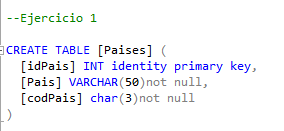 --Ejercicio 1
CREATE TABLE [Paises] (
[idPais] INT identity primary key,
[Pais] VARCHAR(50)not null,
[codPais] char(3)not null
)